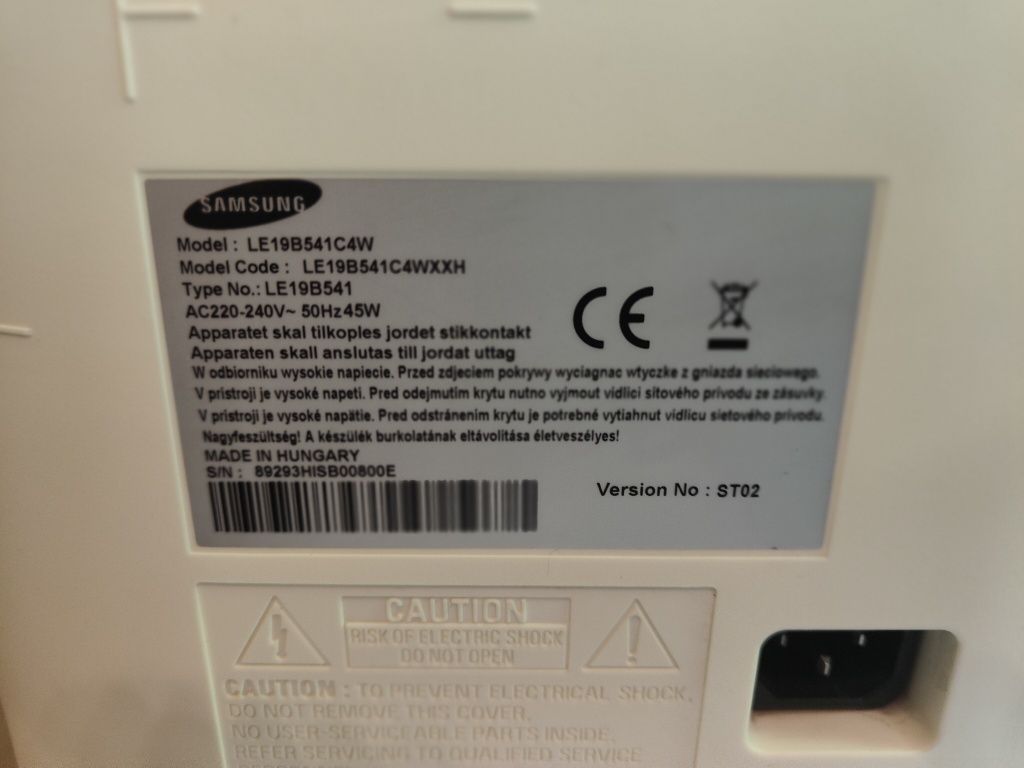 SAMSUNG
Model : LE19B541C4W
Model Code : LE19B541C4WXXH
Type No.: LE19B541
AC220-240V~ 50Hz 45W
Apparatet skal tilkoples jordet stikkontakt
Apparaten skall anslutas till jordat uttag
W odbiorniku wysokie napiecie. Przed zdjeciem pokrywy wyciagnac wtyczke z gniazda sieciowego.
V pristroji je vysoké napeti. Pred odejmutim krytu nutno vyjmout vidlici sitového privodu ze zásuvky.
V pristroji je vysoké napätie. Pred odstránenim krytu je potrebné vytiahnut vidlicu sietového privodu.
Nagyfeszültség! A készülék burkolatának eltávolitása életveszélyes!
MADE IN HUNGARY
S/N : 89293HISB00800E
Version No : ST02
CE
CAUTION
RISK OF ELECTRIC SHOCK
DO NOT OPEN
CAUTION : TO PREVENT ELECTRICAL SHOCK,
DO NOT REMOVE THIS COVER.
NO USER-SERVICEABLE PARTS INSIDE.
REFER SERVICING TO QUALIFIED SERVICE